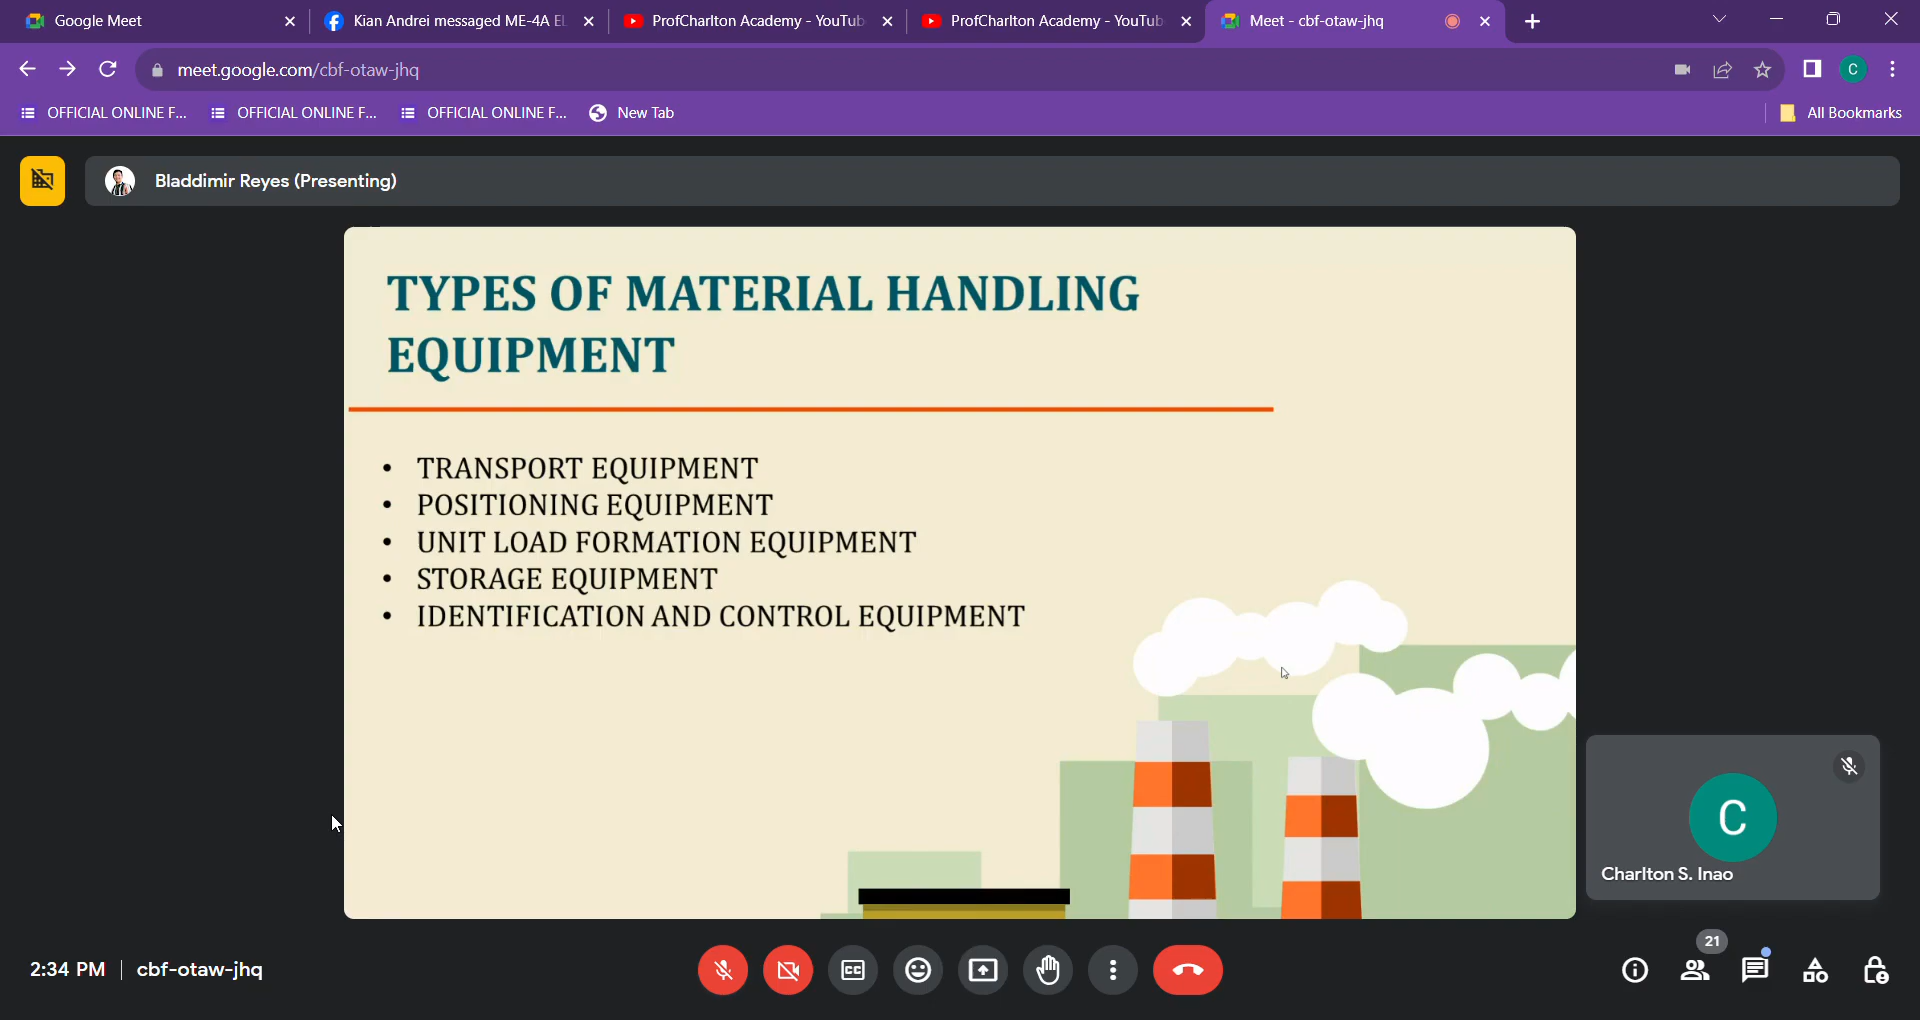 Google Meet
Kian Andrei messaged ME-4A EL
ProfCharlton Academy - YouTub
ProfCharlton Academy - YouTub
Meet - cbf-otaw-jhq
meet.google.com/cbf-otaw-jhq
C
OFFICIAL ONLINE F...
OFFICIAL ONLINE F...
OFFICIAL ONLINE F...
New Tab
All Bookmarks
Bladdimir Reyes (Presenting)
TYPES OF MATERIAL HANDLING
EQUIPMENT
• TRANSPORT EQUIPMENT
• POSITIONING EQUIPMENT
• UNIT LOAD FORMATION EQUIPMENT
• STORAGE EQUIPMENT
• IDENTIFICATION AND CONTROL EQUIPMENT
C
Charlton S. Inao
2:34 PM | cbf-otaw-jhq
CC
21